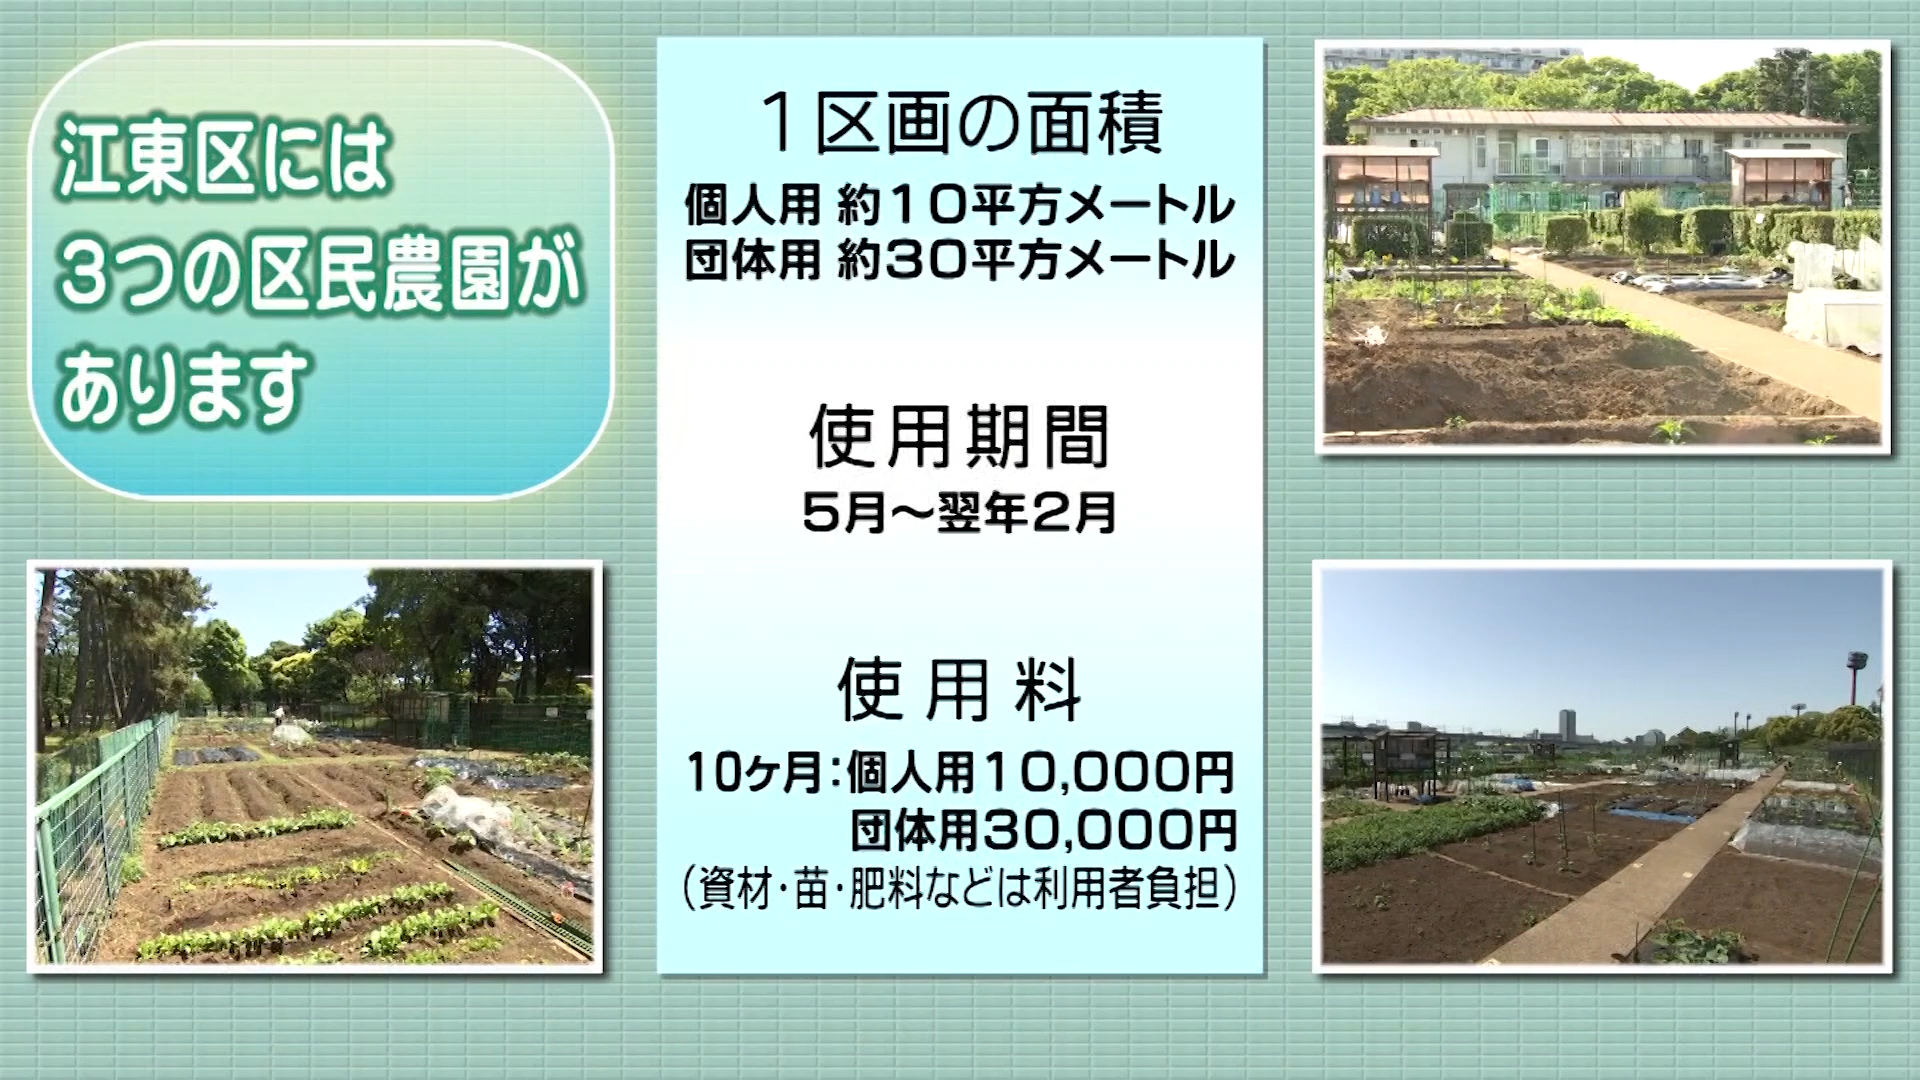 江東区には
3つの区民農園が
あります
1区画の面積
個人用 約10平方メートル
団体用 約30平方メートル
使用期間
5月～翌年2月
使用料
10ヶ月：個人用10,000円
団体用30,000円
（資材・苗・肥料などは利用者負担）